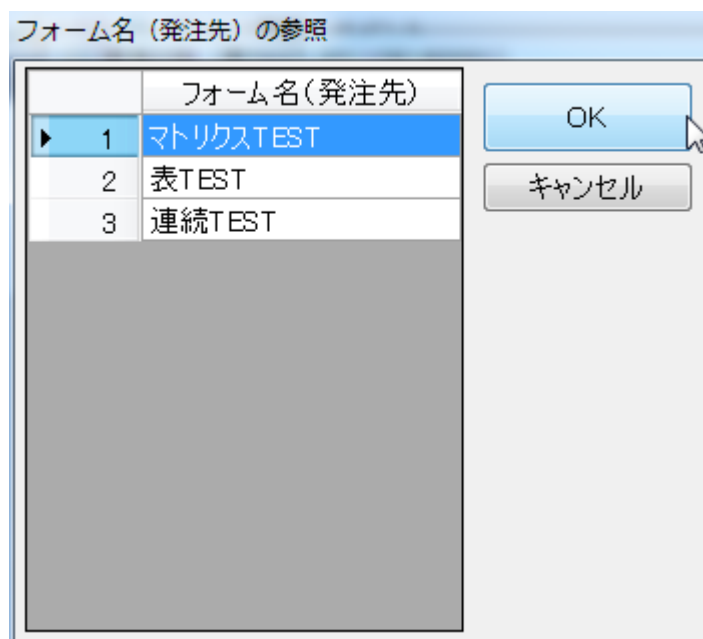 フォーム名（発注先）の参照
フォーム名(発注先)
1 マトリクスTEST
2 表TEST
3 連続TEST
OK
キャンセル